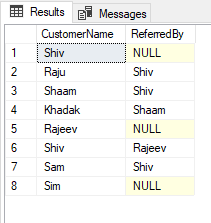 Results Messages
CustomerName ReferredBy
1 Shiv NULL
2 Raju Shiv
3 Shaam Shiv
4 Khadak Shaam
5 Rajeev NULL
6 Shiv Rajeev
7 Sam Shiv
8 Sim NULL